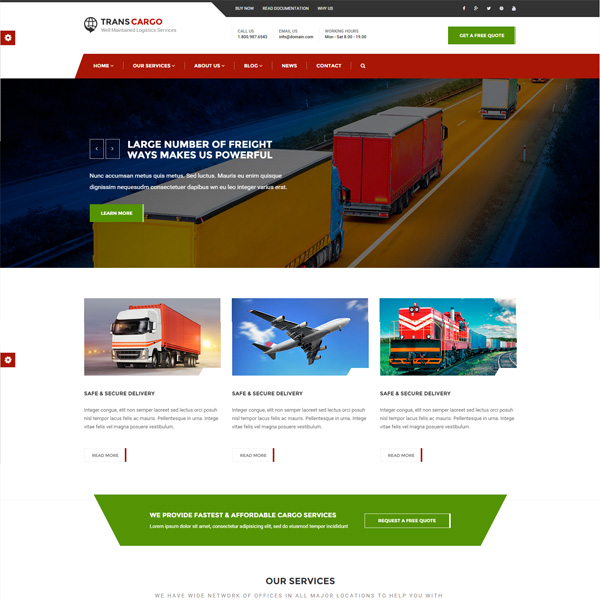 BUY NOW READ DOCUMENTATION WHY US
TRANSCARGO
Well Maintained Logistics Services
CALL US
1.800.987.6543
EMAIL US
info@domain.com
WORKING HOURS
Mon - Sat 8.00 - 19.00
GET A FREE QUOTE
HOME OUR SERVICES ABOUT US BLOG NEWS CONTACT
LARGE NUMBER OF FREIGHT
WAYS MAKES US POWERFUL
Nunc accumsan metus quis metus. Sed luctus. Mauris eu enim quisque
dignissim nequesudm consectetuer dapibus wn eu leo integer varius erat.
LEARN MORE
SAFE & SECURE DELIVERY
Integer congue, elit non semper laoreet sed lectus orci posuh
nisl tempor lacus felis ac mauris. Pellentesque in urna. Integer
vitae felis vel magna posuere vestibulum.
READ MORE
SAFE & SECURE DELIVERY
Integer congue, elit non semper laoreet sed lectus orci posuh
nisl tempor lacus felis ac mauris. Pellentesque in urna. Integer
vitae felis vel magna posuere vestibulum.
READ MORE
SAFE & SECURE DELIVERY
Integer congue, elit non semper laoreet sed lectus orci posuh
nisl tempor lacus felis ac mauris. Pellentesque in urna. Integer
vitae felis vel magna posuere vestibulum.
READ MORE
WE PROVIDE FASTEST & AFFORDABLE CARGO SERVICES
Lorem ipsum dolor sit amet, consectetur adipisicing elit, sed do eiusmod tempor incididunt
REQUEST A FREE QUOTE
OUR SERVICES
WE HAVE WIDE NETWORK OF OFFICES IN ALL MAJOR LOCATIONS TO HELP YOU WITH